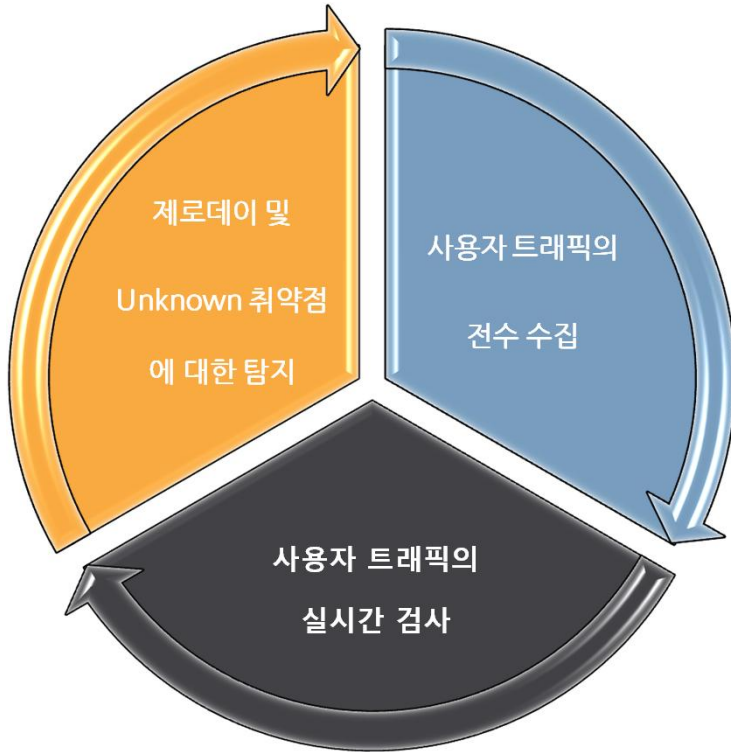 제로데이 및
Unknown 취약점
에 대한 탐지
사용자 트래픽의
전수 수집
사용자 트래픽의
실시간 검사